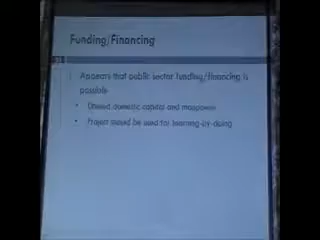 Funding/Financing
Appears that public sector funding/financing is
possible
• domestic capital and manpower
• Project should be used for learning-by-doing